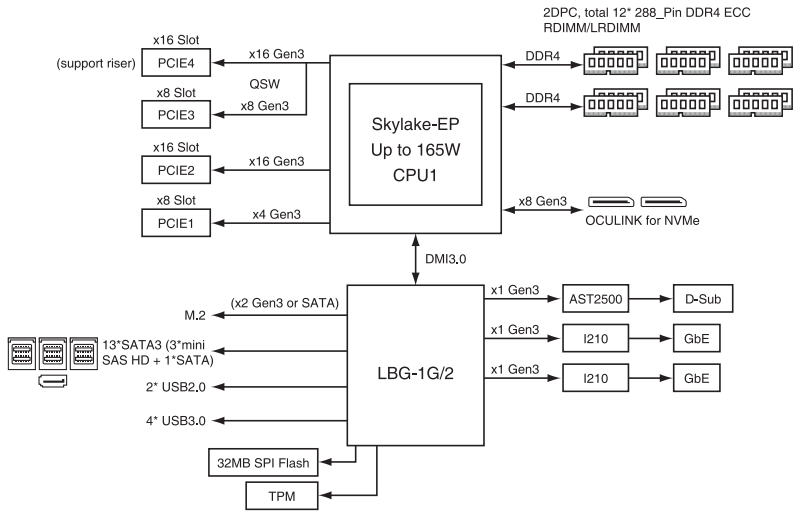 2DPC, total 12* 288_Pin DDR4 ECC
RDIMM/LRDIMM
x16 Slot
(support riser)
PCIE4
x16 Gen3
QSW
x8 Slot
x8 Gen3
PCIE3
x16 Slot
PCIE2
x16 Gen3
x8 Slot
PCIE1
x4 Gen3
Skylake-EP
Up to 165W
CPU1
DDR4
DDR4
x8 Gen3
OCULINK for NVMe
DMI3.0
LBG-1G/2
M.2
(x2 Gen3 or SATA)
13*SATA3 (3*mini
SAS HD + 1*SATA)
2* USB2.0
4* USB3.0
32MB SPI Flash
TPM
x1 Gen3
AST2500
D-Sub
x1 Gen3
I210
GbE
x1 Gen3
I210
GbE